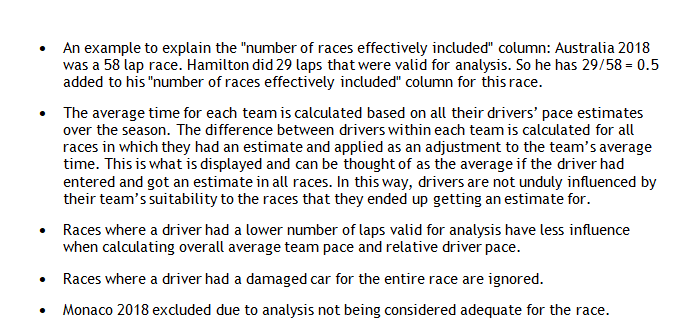 • An example to explain the "number of races effectively included" column: Australia 2018
was a 58 lap race. Hamilton did 29 laps that were valid for analysis. So he has 29/58 = 0.5
added to his "number of races effectively included" column for this race.
• The average time for each team is calculated based on all their drivers’ pace estimates
over the season. The difference between drivers within each team is calculated for all
races in which they had an estimate and applied as an adjustment to the team’s average
time. This is what is displayed and can be thought of as the average if the driver had
entered and got an estimate in all races. In this way, drivers are not unduly influenced by
their team’s suitability to the races that they ended up getting an estimate for.
• Races where a driver had a lower number of laps valid for analysis have less influence
when calculating overall average team pace and relative driver pace.
• Races where a driver had a damaged car for the entire race are ignored.
• Monaco 2018 excluded due to analysis not being considered adequate for the race.